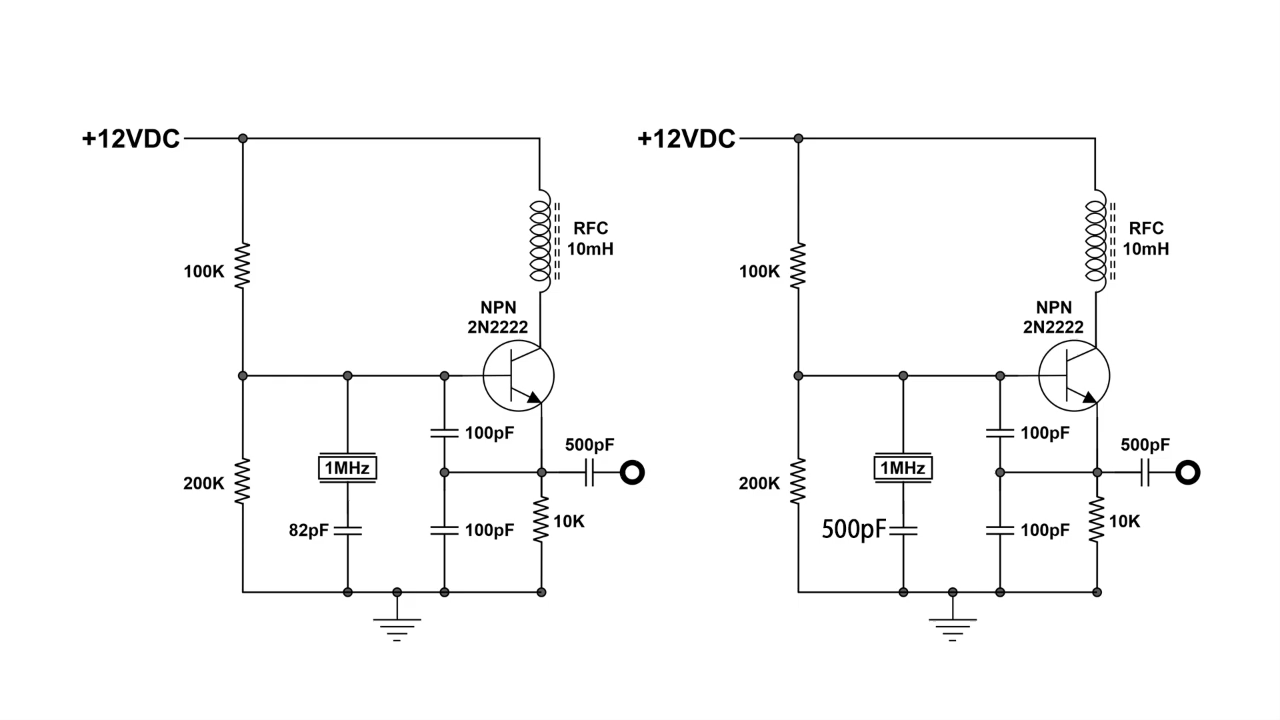 +12VDC
RFC
10mH
100K
NPN
2N2222
100pF
500pF
1MHz
200K
10K
82pF
100pF
+12VDC
RFC
10mH
100K
NPN
2N2222
100pF
500pF
1MHz
200K
10K
500pF
100pF